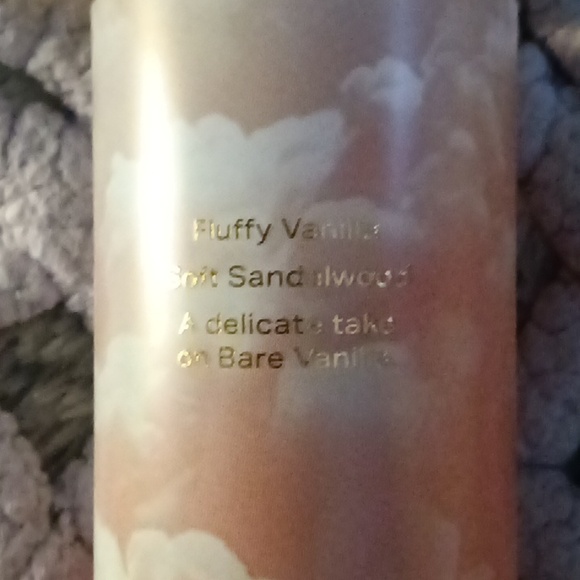 Fluffy Vanilla
Soft Sandalwood
A delicate take
on Bare Vanilla